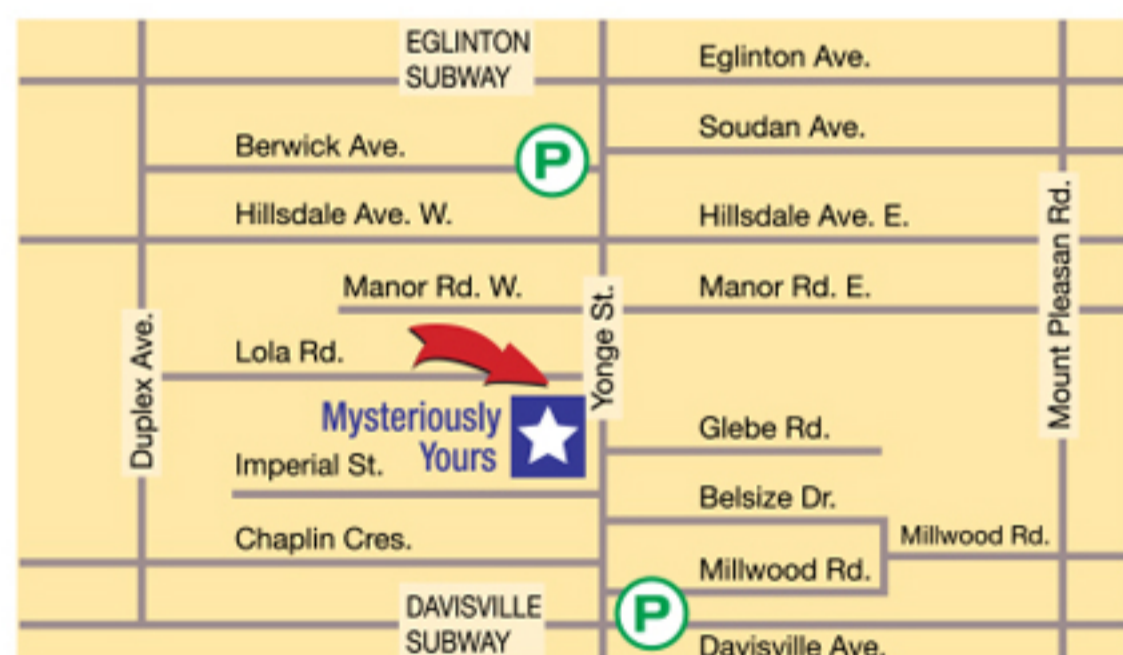 EGLINTON
SUBWAY
Eglinton Ave.
Soudan Ave.
Berwick Ave.
P
Hillsdale Ave. W.
Hillsdale Ave. E.
Manor Rd. W.
Manor Rd. E.
Mount Pleasan Rd.
Yonge St.
Duplex Ave.
Lola Rd.
Mysteriously
Yours
Glebe Rd.
Imperial St.
Belsize Dr.
Chaplin Cres.
Millwood Rd.
Millwood Rd.
DAVISVILLE
SUBWAY
P
Davisville Ave.